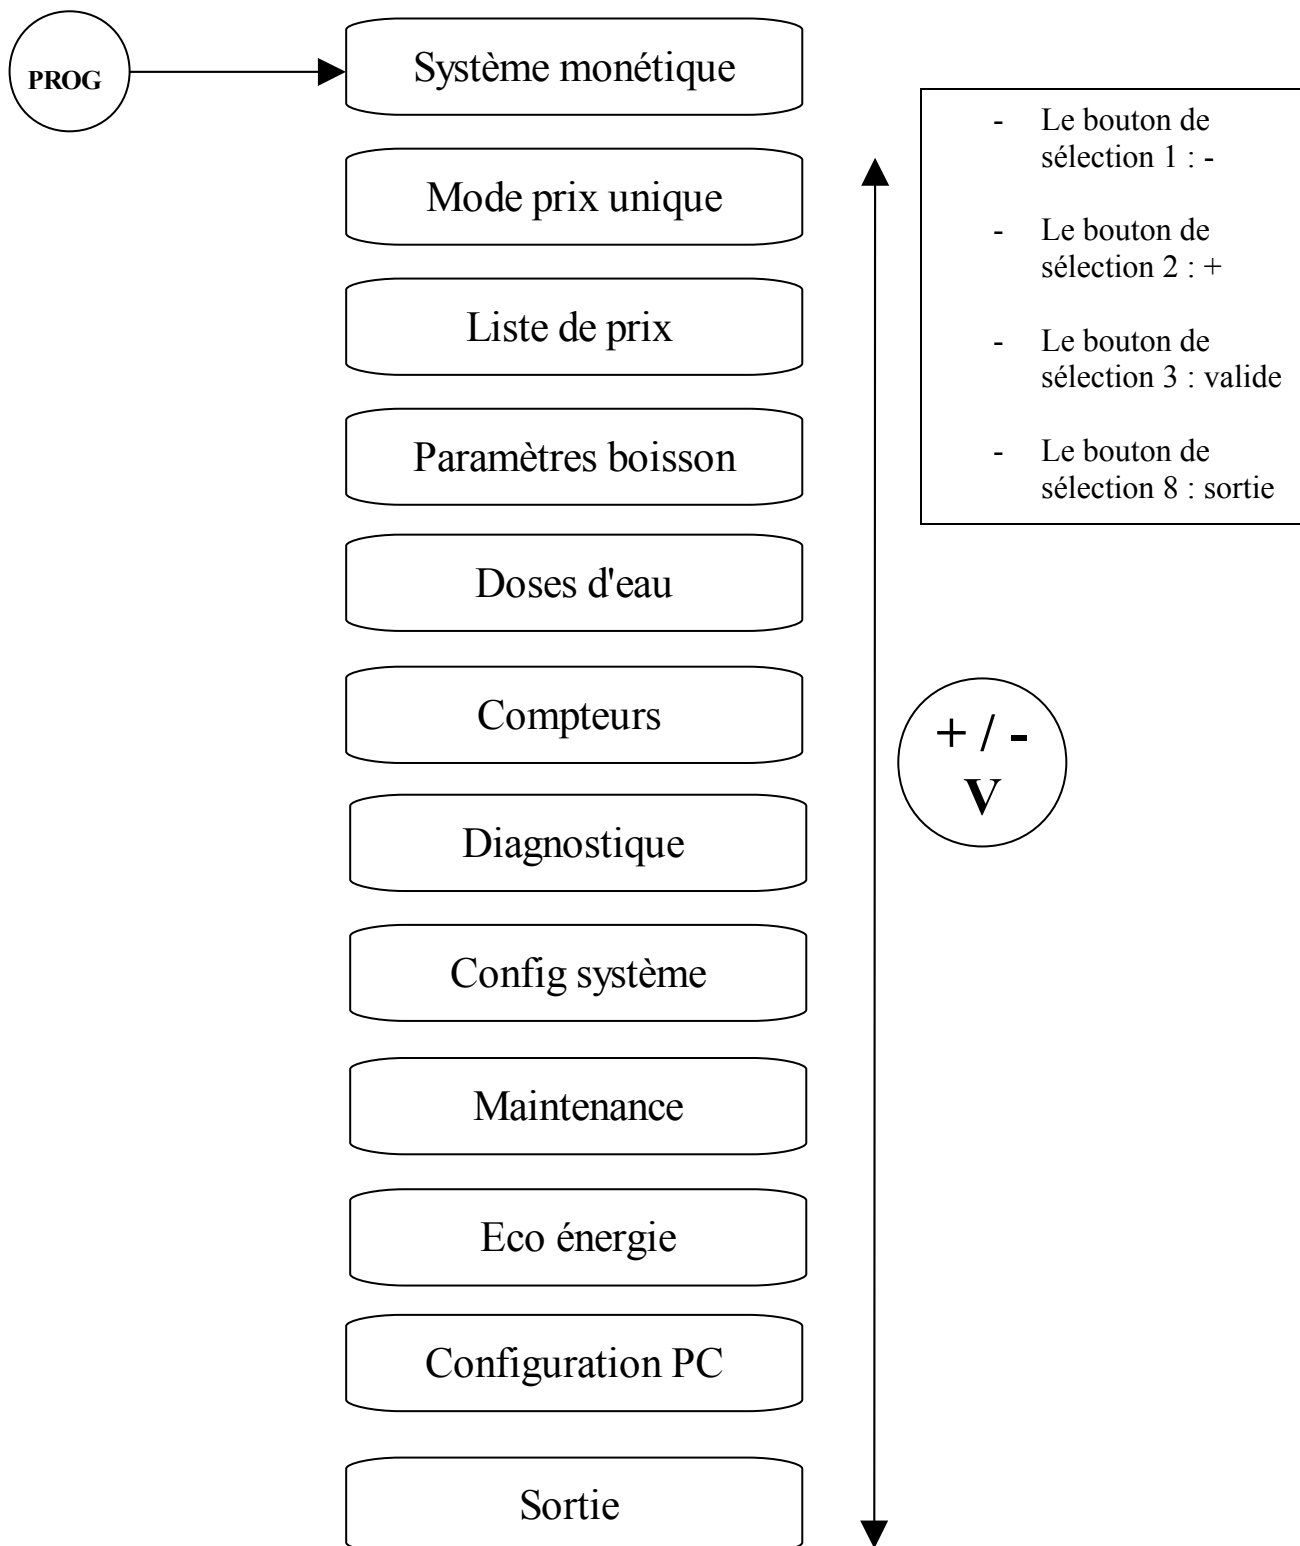 PROG
Système monétique
Mode prix unique
Liste de prix
Paramètres boisson
Doses d'eau
Compteurs
Diagnostique
Config système
Maintenance
Eco énergie
Configuration PC
Sortie
- Le bouton de
sélection 1 : -
- Le bouton de
sélection 2 : +
- Le bouton de
sélection 3 : valide
- Le bouton de
sélection 8 : sortie
+ / -
V